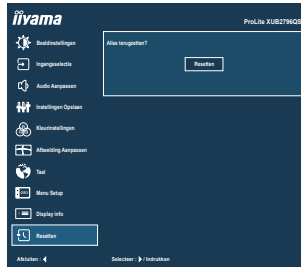 iiyama
ProLite XUB2796QS
Beeldinstellingen
Alles terugzetten?
Ingangsselectie
Resetten
Audio Aanpassen
Instellingen Opslaan
Kleurinstellingen
Afbeelding Aanpassen
Taal
OSD
Menu Setup
Display info
Resetten
Afsluiten :
Selecteer : / Indrukken